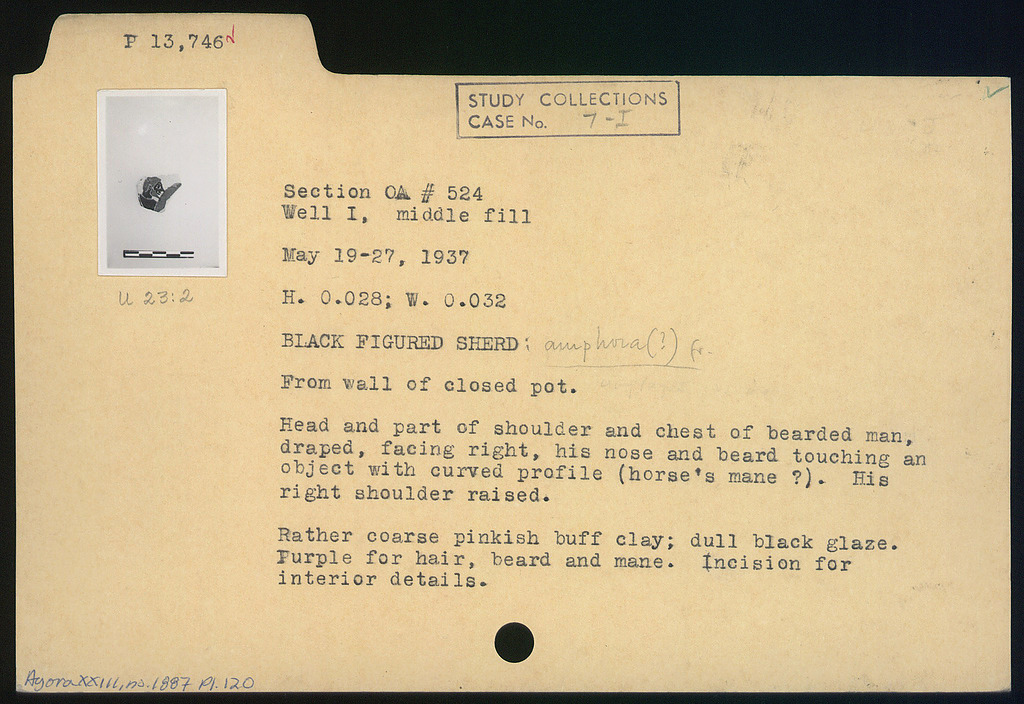 P 13,746
STUDY COLLECTIONS
CASE No. 7-I
Section OA # 524
Well I, middle fill
May 19-27, 1937
U 23:2
H. 0.028; W. 0.032
BLACK FIGURED SHERD: amphora(?) fr.
From wall of closed pot.
Head and part of shoulder and chest of bearded man,
draped, facing right, his nose and beard touching an
object with curved profile (horse's mane ?). His
right shoulder raised.
Rather coarse pinkish buff clay; dull black glaze.
Purple for hair, beard and mane. Incision for
interior details.
Agora XXIII, no. 1887 Pl. 120